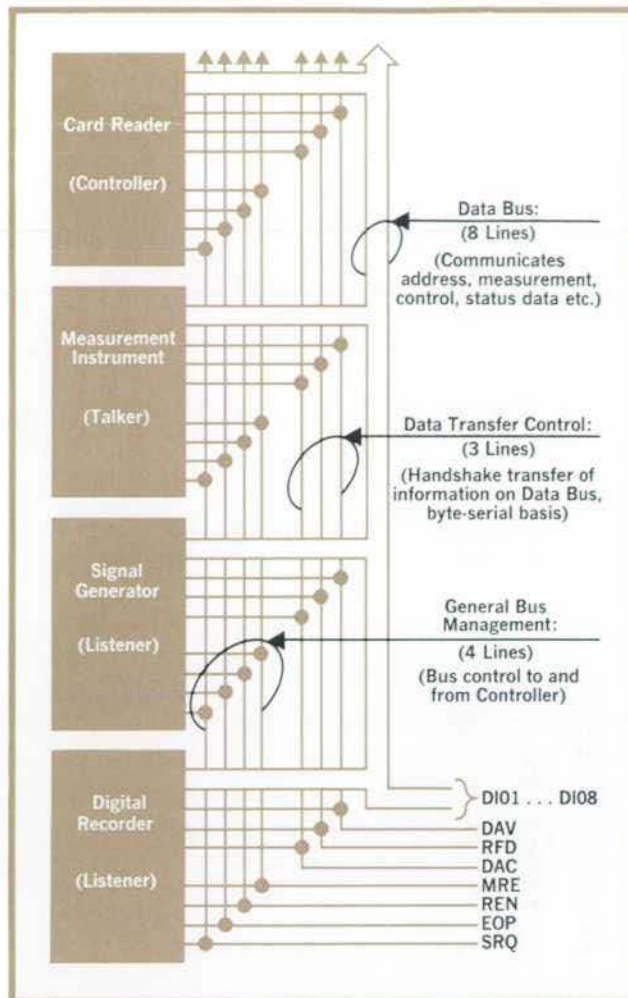 Card Reader
(Controller)
Data Bus:
(8 Lines)
(Communicates
address, measurement,
control, status data etc.)
Measurement
Instrument
(Talker)
Data Transfer Control:
(3 Lines)
(Handshake transfer of
information on Data Bus,
byte-serial basis)
Signal
Generator
(Listener)
General Bus
Management:
(4 Lines)
(Bus control to and
from Controller)
Digital
Recorder
(Listener)
DI01 . . . DI08
DAV
RFD
DAC
MRE
REN
EOP
SRQ